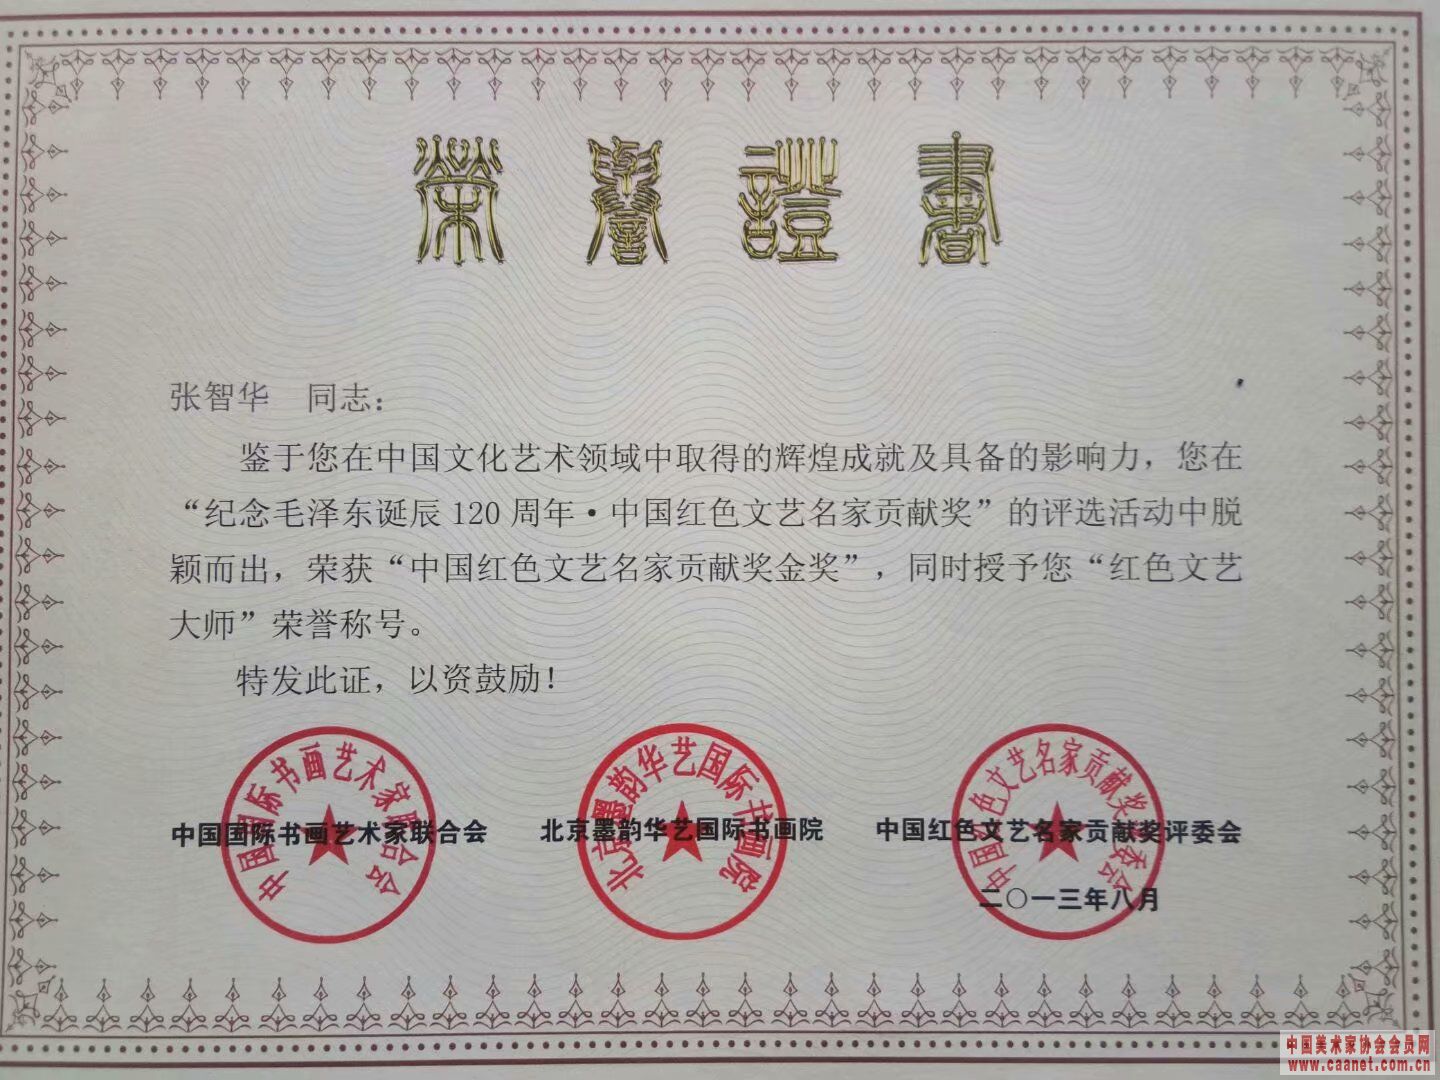 榮譽證書
张智华　同志：
鉴于您在中国文化艺术领域中取得的辉煌成就及具备的影响力，您在
“纪念毛泽东诞辰120周年·中国红色文艺名家贡献奖”的评选活动中脱
颖而出，荣获“中国红色文艺名家贡献奖金奖”，同时授予您“红色文艺
大师”荣誉称号。
特发此证，以资鼓励！
中国国际书画艺术家联合会
中国国际书画艺术家联合会
北京墨韵华艺国际书画院
北京墨韵华艺国际书画院
中国红色文艺名家贡献奖评委会
中国红色文艺名家贡献奖评委会
二〇一三年八月
中国美术家协会会员网
www.caanet.com.cn